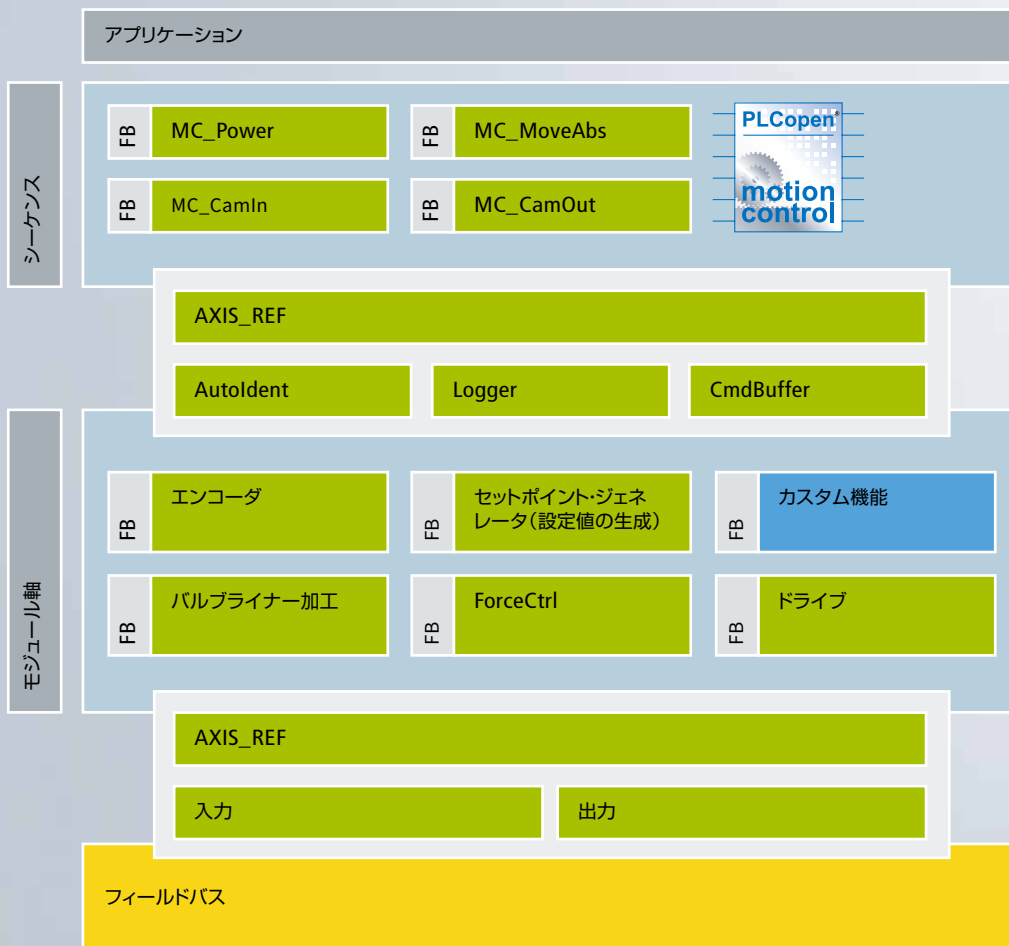 アプリケーション
シーケンス
FB
MC_Power
FB
MC_MoveAbs
PLCopen®
motion
control
FB
MC_CamIn
FB
MC_CamOut
AXIS_REF
AutoIdent
Logger
CmdBuffer
モジュール軸
FB
エンコーダ
FB
セットポイント・ジェネ
レータ（設定値の生成）
FB
カスタム機能
FB
バルブライナー加工
FB
ForceCtrl
FB
ドライブ
AXIS_REF
入力
出力
フィールドバス